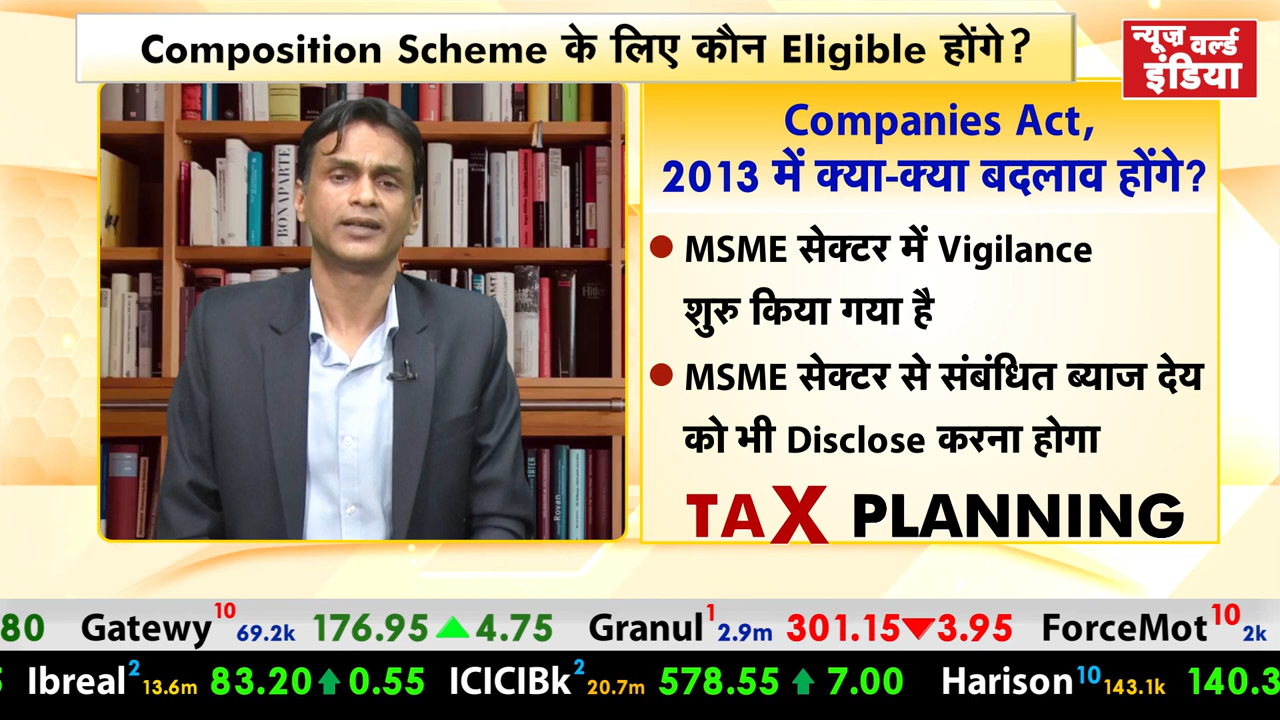 Composition Scheme के लिए कौन Eligible होंगे?
न्यूज़ वर्ल्ड
इंडिया
Companies Act,
2013 में क्या-क्या बदलाव होंगे?
MSME सेक्टर में Vigilance
शुरु किया गया है
MSME सेक्टर से संबंधित ब्याज देय
को भी Disclose करना होगा
TAX PLANNING
BONAPARTE
Rovan
80 Gatewy 10 69.2k 176.95 ▲ 4.75 Granul 1 2.9m 301.15 ▼ 3.95 ForceMot 10 2k
5 Ibreal 2 13.6m 83.20 ↑ 0.55 ICICIBk 2 20.7m 578.55 ↑ 7.00 Harison 10 143.1k 140.3